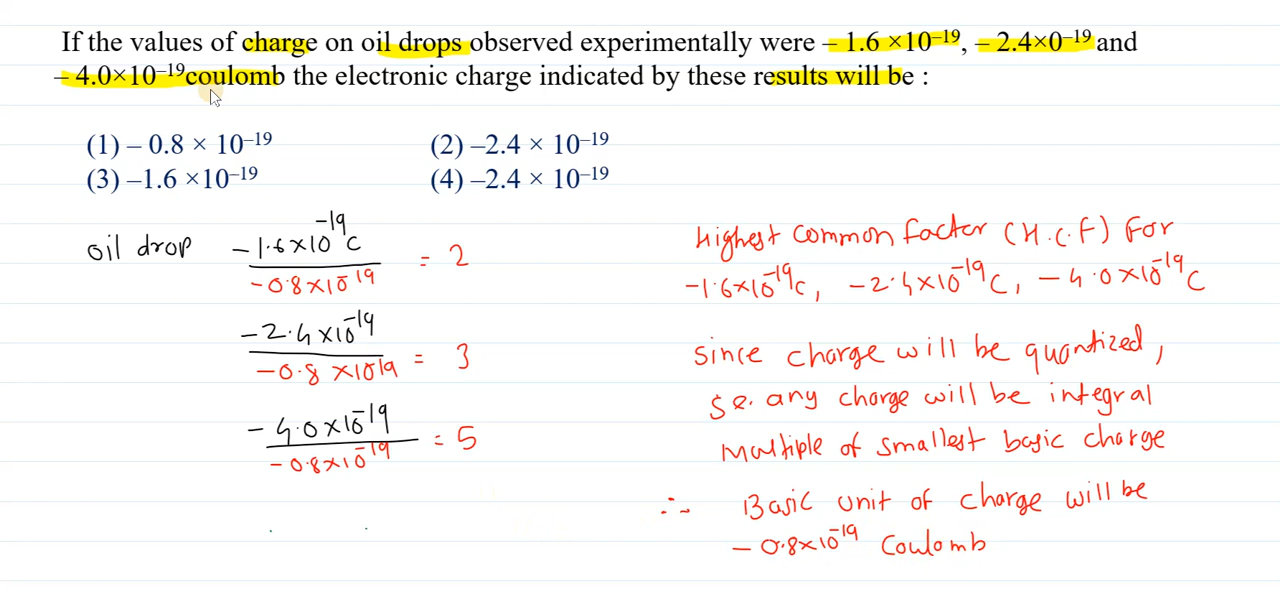 If the values of charge on oil drops observed experimentally were – 1.6 ×10⁻¹⁹, – 2.4×0⁻¹⁹ and
– 4.0×10⁻¹⁹coulomb the electronic charge indicated by these results will be :
(1) – 0.8 × 10⁻¹⁹ (2) –2.4 × 10⁻¹⁹
(3) –1.6 ×10⁻¹⁹ (4) –2.4 × 10⁻¹⁹
oil drop
-1.6×10⁻¹⁹C
-0.8×10⁻¹⁹
= 2
-2.4×10⁻¹⁹
-0.8×10¹⁹
= 3
-4.0×10⁻¹⁹
-0.8×10⁻¹⁹
= 5
Highest common factor (H.C.F) For
-1.6×10⁻¹⁹C, -2.4×10⁻¹⁹C, -4.0×10⁻¹⁹C
since charge will be quantized,
so. any charge will be integral
Multiple of smallest basic charge
∴ Basic unit of charge will be
-0.8×10⁻¹⁹ Coulomb